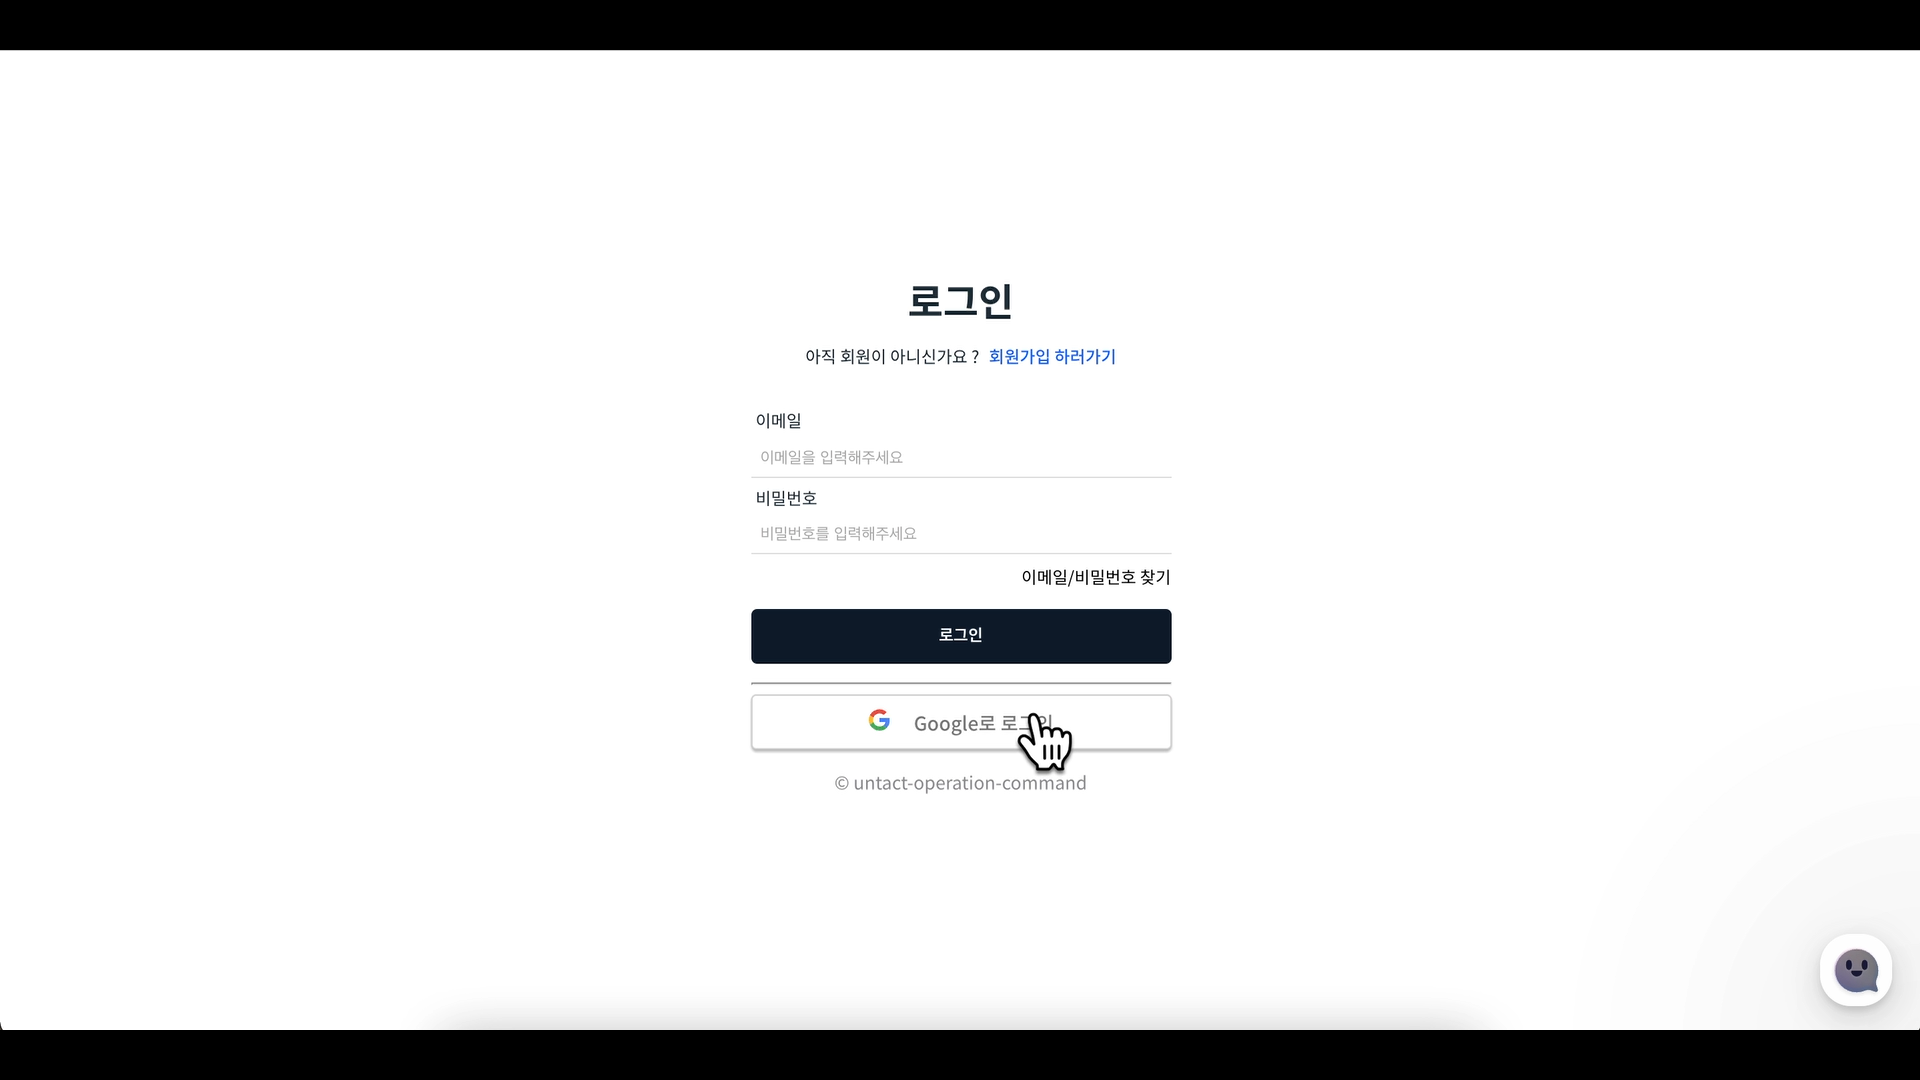 로그인
아직 회원이 아니신가요 ? 회원가입 하러가기
이메일
이메일을 입력해주세요
비밀번호
비밀번호를 입력해주세요
이메일/비밀번호 찾기
로그인
Google로 로그인
© untact-operation-command